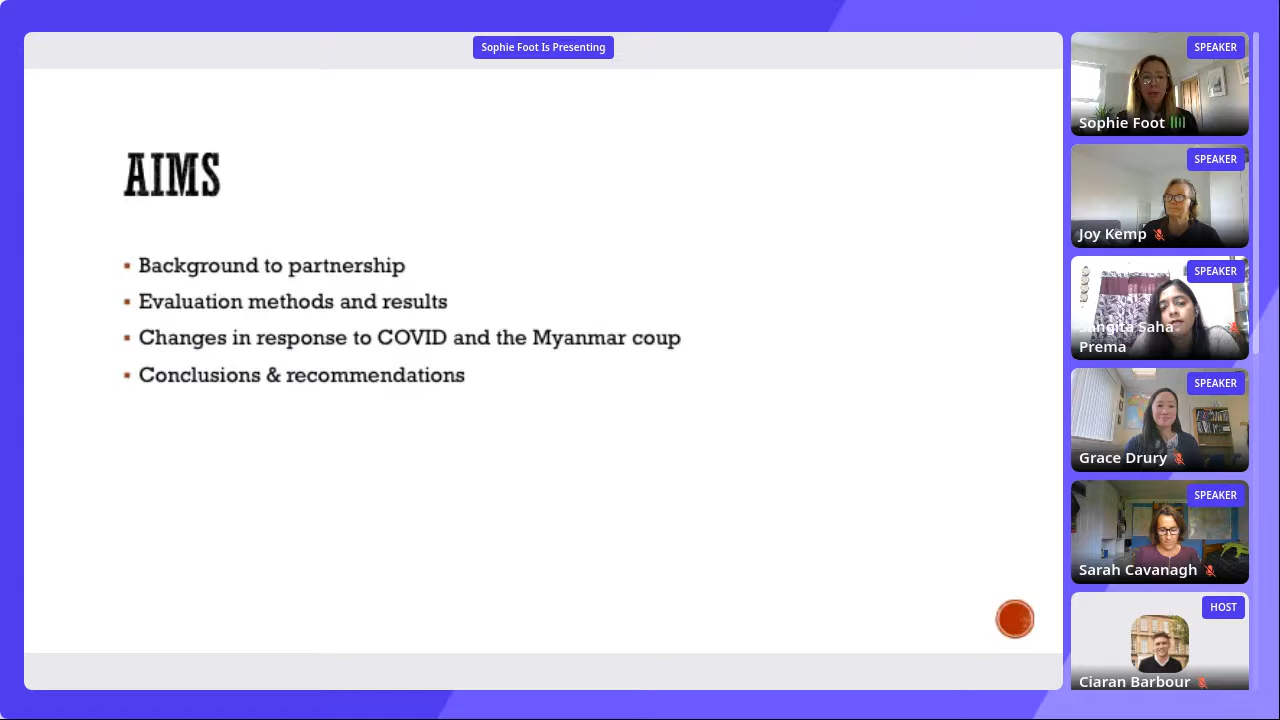 Sophie Foot Is Presenting
AIMS
Background to partnership
Evaluation methods and results
Changes in response to COVID and the Myanmar coup
Conclusions & recommendations
SPEAKER
Sophie Foot
SPEAKER
Joy Kemp
SPEAKER
Sangita Saha
Prema
SPEAKER
Grace Drury
SPEAKER
Sarah Cavanagh
HOST
Ciaran Barbour